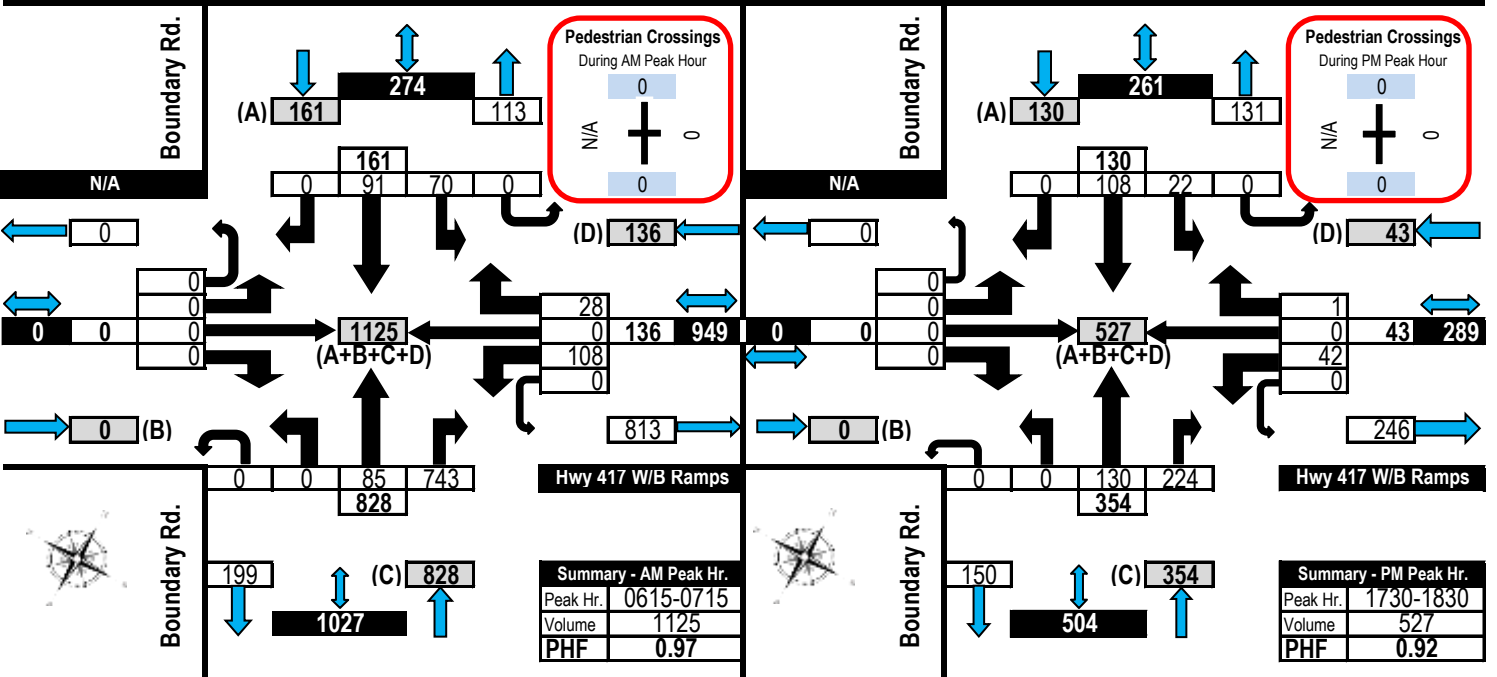 Boundary Rd.
274
(A) 161
113
Pedestrian Crossings
During AM Peak Hour
0
N/A
0
0
161
0 91 70 0
N/A
0
(D) 136
0
0
0 0 0
0
1125
(A+B+C+D)
28
0 136 949
108
0
0 (B)
813
0 0 85 743
828
Hwy 417 W/B Ramps
Boundary Rd.
199
(C) 828
1027
Summary - AM Peak Hr.
Peak Hr. 0615-0715
Volume 1125
PHF 0.97
Boundary Rd.
261
(A) 130
131
Pedestrian Crossings
During PM Peak Hour
0
N/A
0
0
130
0 108 22 0
N/A
0
(D) 43
0
0
0 0 0
0
527
(A+B+C+D)
1
0 43 289
42
0
0 (B)
246
0 0 130 224
354
Hwy 417 W/B Ramps
Boundary Rd.
150
(C) 354
504
Summary - PM Peak Hr.
Peak Hr. 1730-1830
Volume 527
PHF 0.92